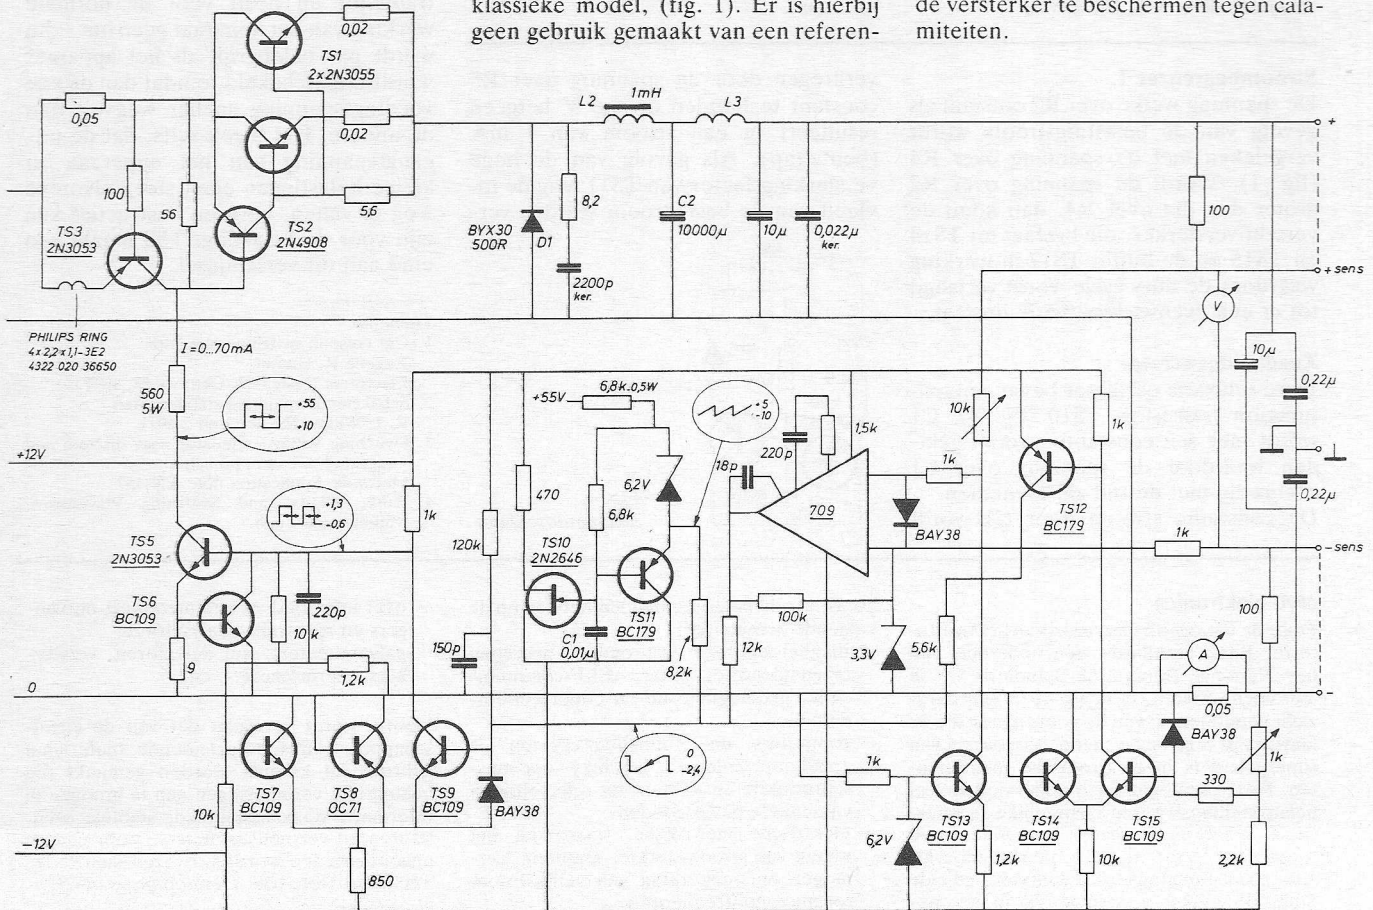 klassieke model, (fig. 1). Er is hierbij
geen gebruik gemaakt van een referen-
de versterker te beschermen tegen cala-
miteiten.
0,02
TS1
2x2N3055
0,05
0,02
100
56
5,6
TS3
2N3053
TS2
2N4908
L2
1mH
L3
+
BYX30
500R
D1
8,2
2200p
ker.
C2
10000µ
10µ
0,022µ
ker.
100
+sens
V
PHILIPS RING
4x2,2x1,1-3E2
4322 020 36650
I=0...70mA
560
5W
+55
+10
+12V
+1,3
-0,6
1k
+55V
6,8k-0,5W
+5
-10
470
6,2V
6,8k
120k
18p
220p
1,5k
709
10k
1k
1k
BAY38
TS12
BC179
10µ
0,22µ
0,22µ
1k
-sens
TS5
2N3053
TS6
BC109
9
220p
10k
1,2k
150p
TS10
2N2646
C1
0,01µ
TS11
BC179
8,2k
12k
100k
3,3V
5,6k
100
A
0,05
-
0
TS7
BC109
TS8
OC71
TS9
BC109
BAY38
0
-2,4
10k
-12V
850
1k
6,2V
TS13
BC109
1,2k
TS14
BC109
10k
TS15
BC109
BAY38
330
1k
2,2k